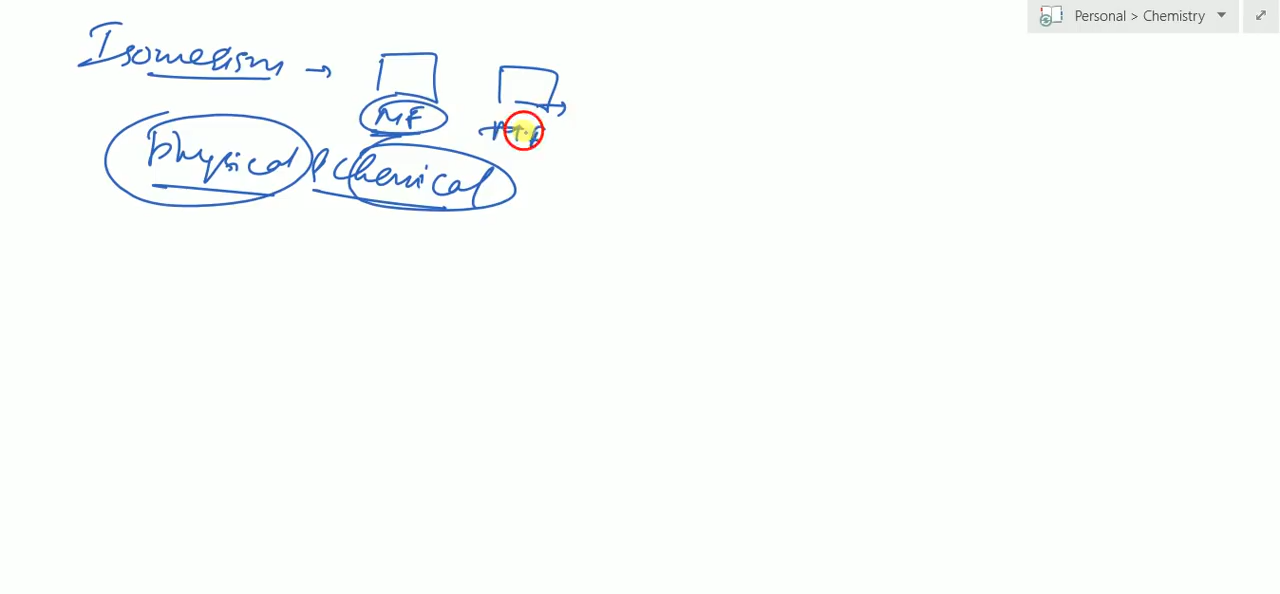 Personal > Chemistry
Isomerism →
MF
Physical & Chemical